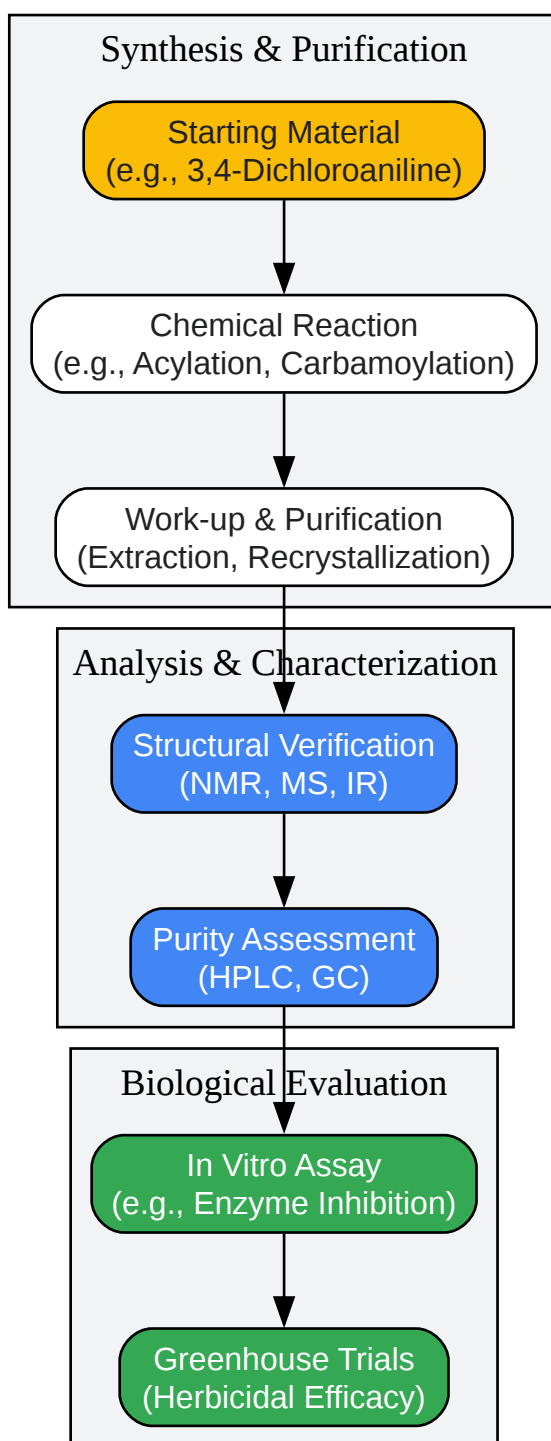 Synthesis & Purification
Starting Material
(e.g., 3,4-Dichloroaniline)
Chemical Reaction
(e.g., Acylation, Carbamoylation)
Work-up & Purification
(Extraction, Recrystallization)
Analysis & Characterization
Structural Verification
(NMR, MS, IR)
Purity Assessment
(HPLC, GC)
Biological Evaluation
In Vitro Assay
(e.g., Enzyme Inhibition)
Greenhouse Trials
(Herbicidal Efficacy)